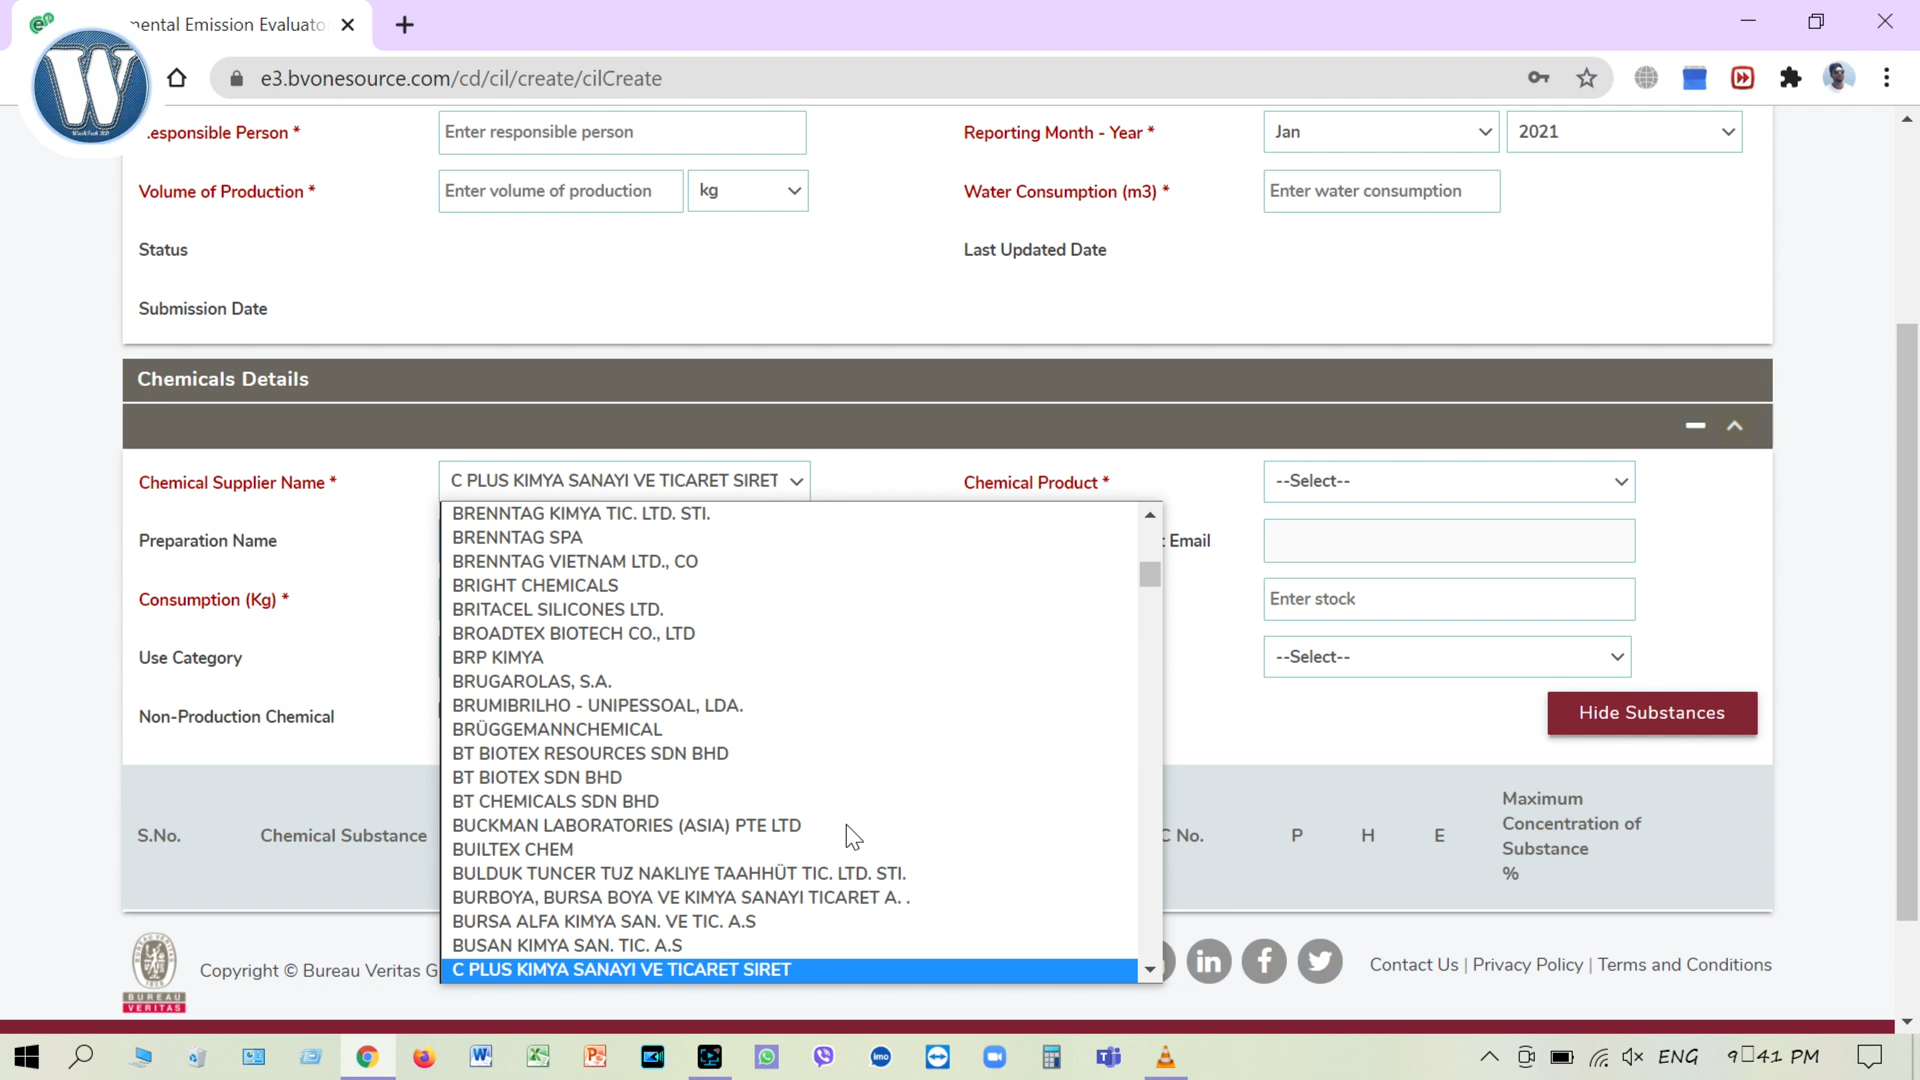 mental Emission Evaluato
e3.bvonesource.com/cd/cil/create/cilCreate
W
WashTech BD
esponsible Person *
Enter responsible person
Reporting Month - Year *
Jan
2021
Volume of Production *
Enter volume of production
kg
Water Consumption (m3) *
Enter water consumption
Status
Last Updated Date
Submission Date
Chemicals Details
Chemical Supplier Name *
C PLUS KIMYA SANAYI VE TICARET SIRET
Chemical Product *
--Select--
BRENNTAG KIMYA TIC. LTD. STI.
BRENNTAG SPA
BRENNTAG VIETNAM LTD., CO
BRIGHT CHEMICALS
BRITACEL SILICONES LTD.
BROADTEX BIOTECH CO., LTD
BRP KIMYA
BRUGAROLAS, S.A.
BRUMIBRILHO - UNIPESSOAL, LDA.
BRÜGGEMANNCHEMICAL
BT BIOTEX RESOURCES SDN BHD
BT BIOTEX SDN BHD
BT CHEMICALS SDN BHD
BUCKMAN LABORATORIES (ASIA) PTE LTD
BUILTEX CHEM
BULDUK TUNCER TUZ NAKLIYE TAAHHÜT TIC. LTD. STI.
BURBOYA, BURSA BOYA VE KIMYA SANAYI TICARET A. .
BURSA ALFA KIMYA SAN. VE TIC. A.S
BUSAN KIMYA SAN. TIC. A.S
C PLUS KIMYA SANAYI VE TICARET SIRET
Preparation Name
: Email
Consumption (Kg) *
Enter stock
Use Category
--Select--
Non-Production Chemical
Hide Substances
S.No.
Chemical Substance
C No.
P
H
E
Maximum
Concentration of
Substance
%
BUREAU
VERITAS
Copyright © Bureau Veritas G
Contact Us | Privacy Policy | Terms and Conditions
ENG
9 41 PM